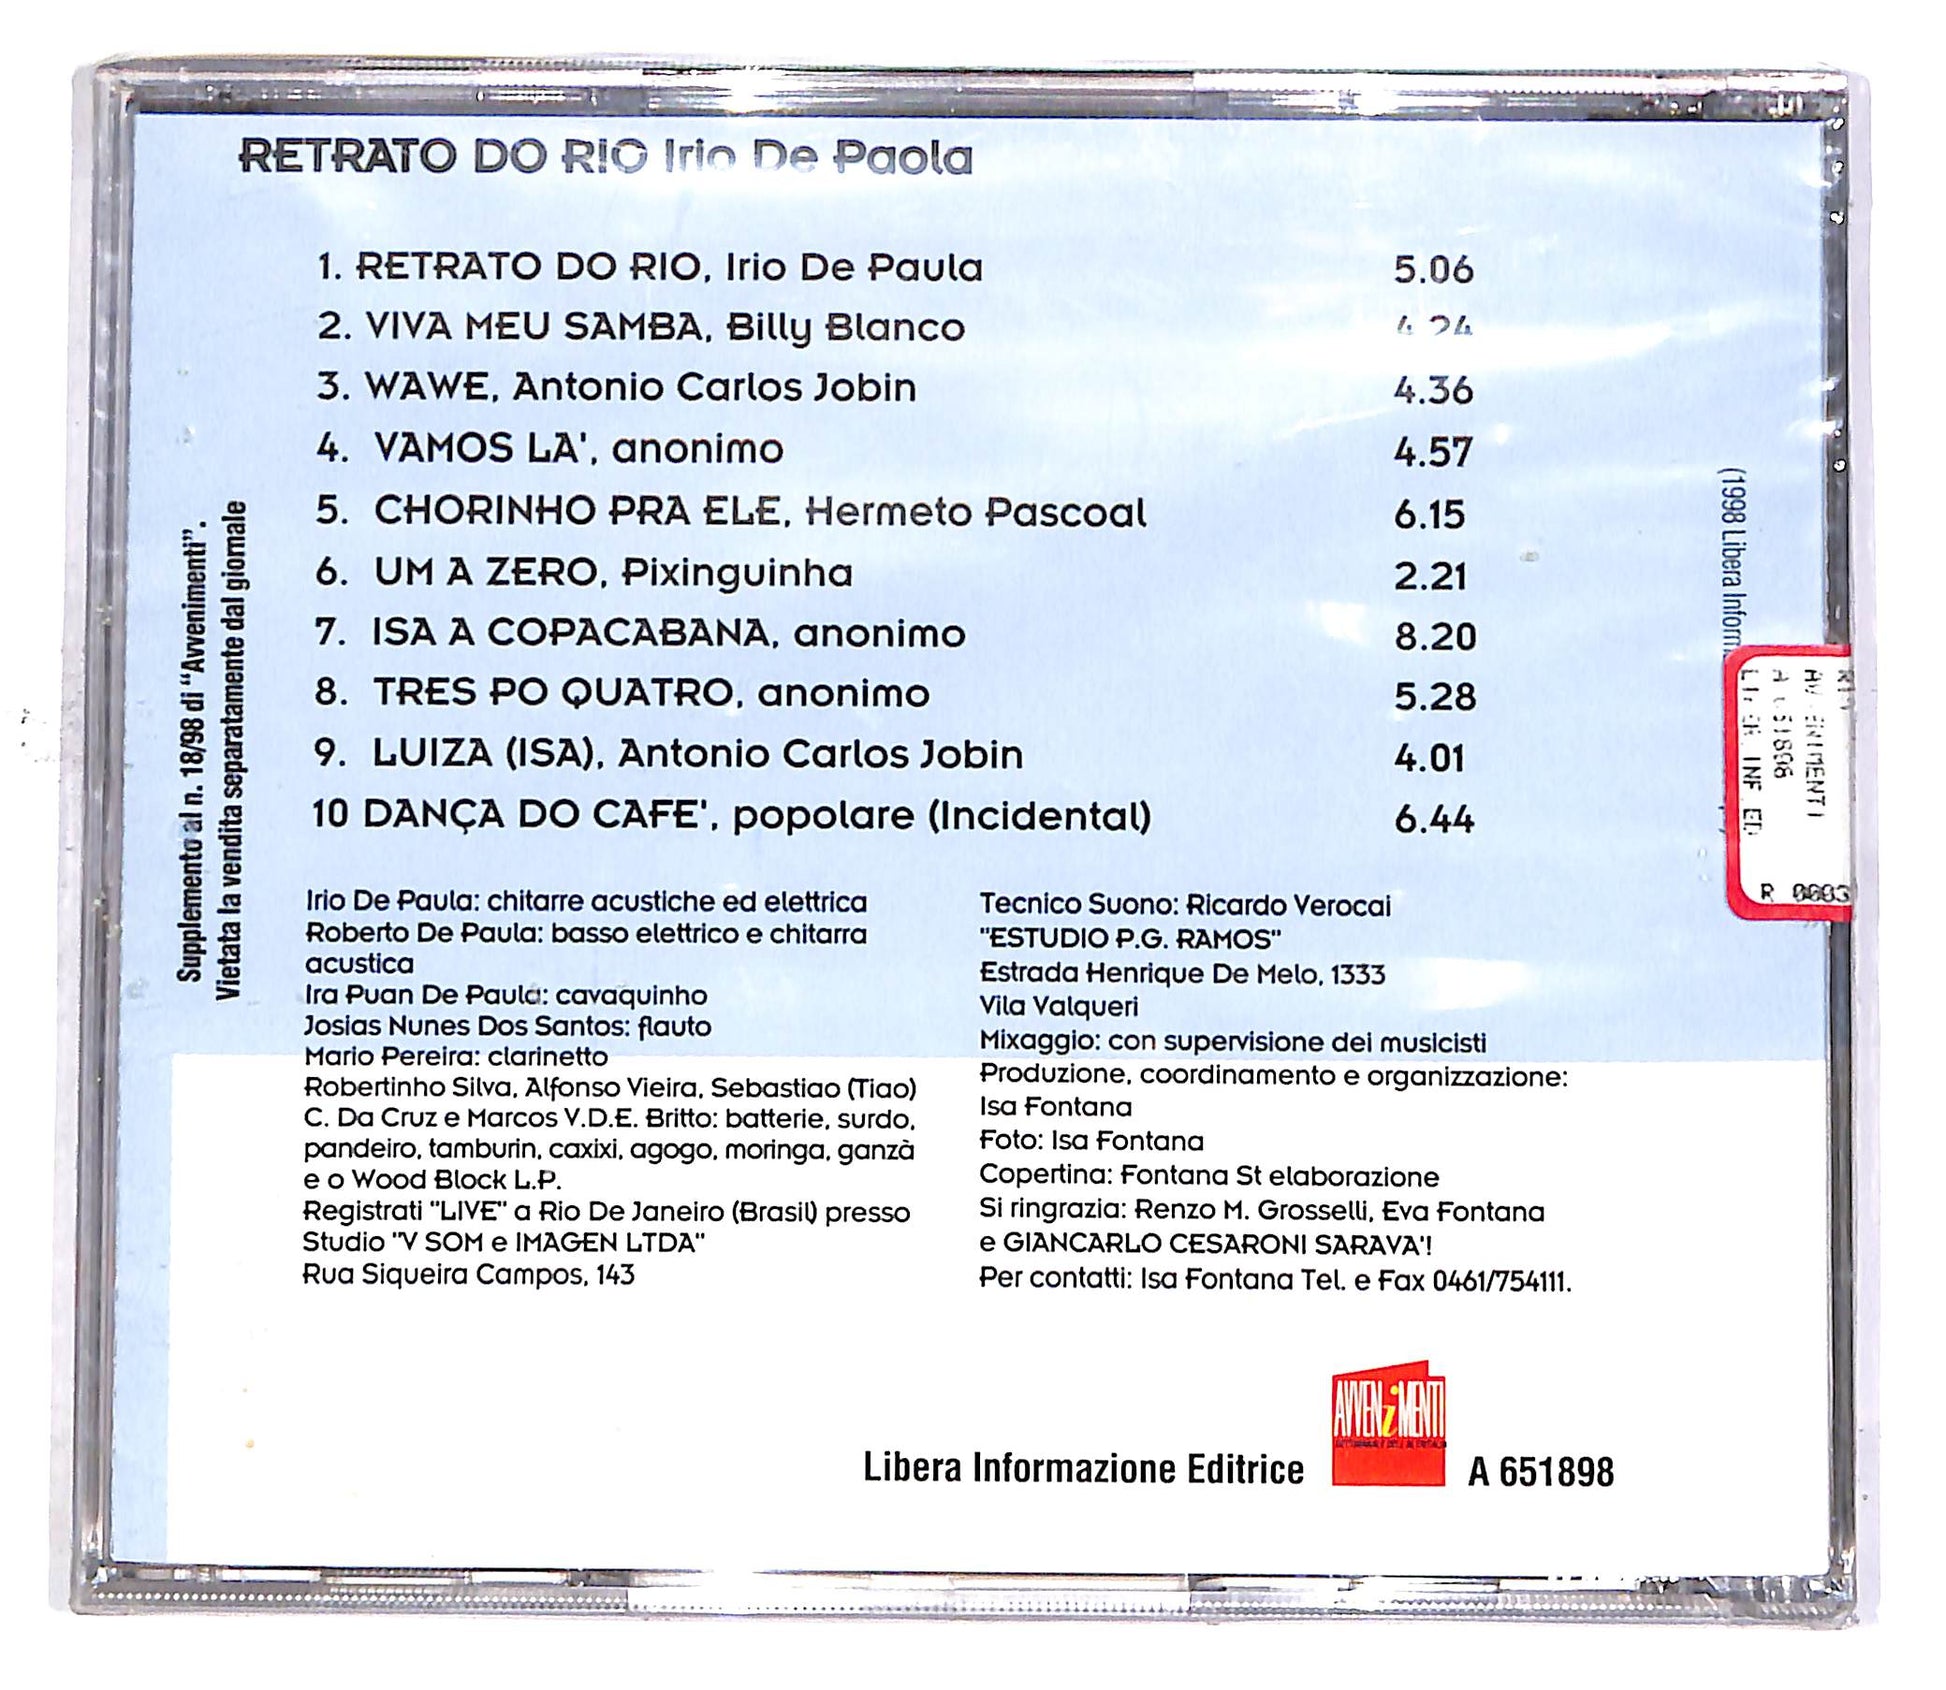 RETRATO DO RIO Irio De Paola
1. RETRATO DO RIO, Irio De Paula 5.06
2. VIVA MEU SAMBA, Billy Blanco 4.24
3. WAWE, Antonio Carlos Jobin 4.36
4. VAMOS LA', anonimo 4.57
5. CHORINHO PRA ELE, Hermeto Pascoal 6.15
6. UM A ZERO, Pixinguinha 2.21
7. ISA A COPACABANA, anonimo 8.20
8. TRES PO QUATRO, anonimo 5.28
9. LUIZA (ISA), Antonio Carlos Jobin 4.01
10 DANÇA DO CAFE', popolare (Incidental) 6.44
Irio De Paula: chitarre acustiche ed elettrica
Roberto De Paula: basso elettrico e chitarra
acustica
Ira Puan De Paula: cavaquinho
Josias Nunes Dos Santos: flauto
Mario Pereira: clarinetto
Robertinho Silva, Alfonso Vieira, Sebastiao (Tiao)
C. Da Cruz e Marcos V.D.E. Britto: batterie, surdo,
pandeiro, tamburin, caxixi, agogo, moringa, ganzà
e o Wood Block L.P.
Registrati "LIVE" a Rio De Janeiro (Brasil) presso
Studio "V SOM e IMAGEN LTDA"
Rua Siqueira Campos, 143
Tecnico Suono: Ricardo Verocai
"ESTUDIO P.G. RAMOS"
Estrada Henrique De Melo, 1333
Vila Valqueri
Mixaggio: con supervisione dei musicisti
Produzione, coordinamento e organizzazione:
Isa Fontana
Foto: Isa Fontana
Copertina: Fontana St elaborazione
Si ringrazia: Renzo M. Grosselli, Eva Fontana
e GIANCARLO CESARONI SARAVA'!
Per contatti: Isa Fontana Tel. e Fax 0461/754111.
Supplemento al n. 18/98 di "Avvenimenti".
Vietata la vendita separatamente dal giornale
(1998 Libera Inform
AVVENIMENTI
INF ED
R 0003
Libera Informazione Editrice
AVVENiMENTI
A 651898